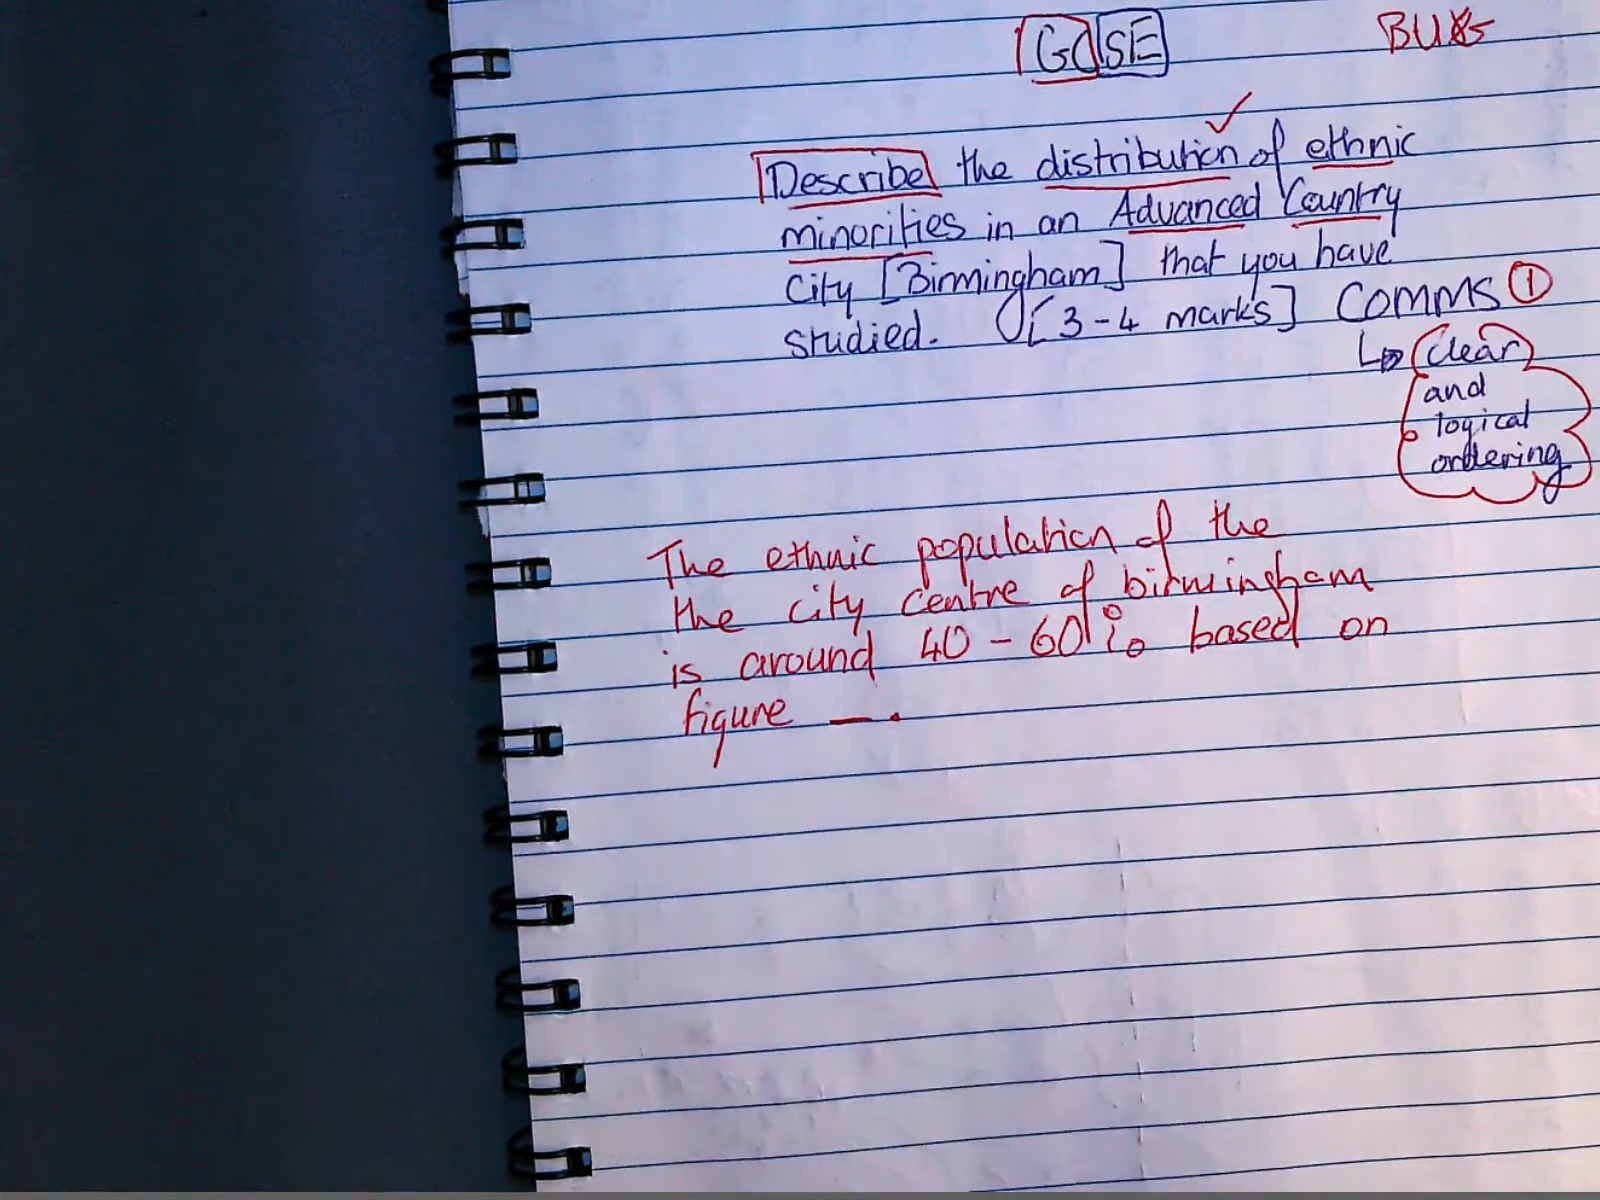 GCSE
BUG
Describe the distribution of ethnic
minorities in an Advanced Country
City [Birmingham] that you have
studied. [3-4 marks] COMMS ①
↳ clear
and
logical
ordering
The ethnic population of the
the city centre of birmingham
is around 40 - 60% based on
figure —.